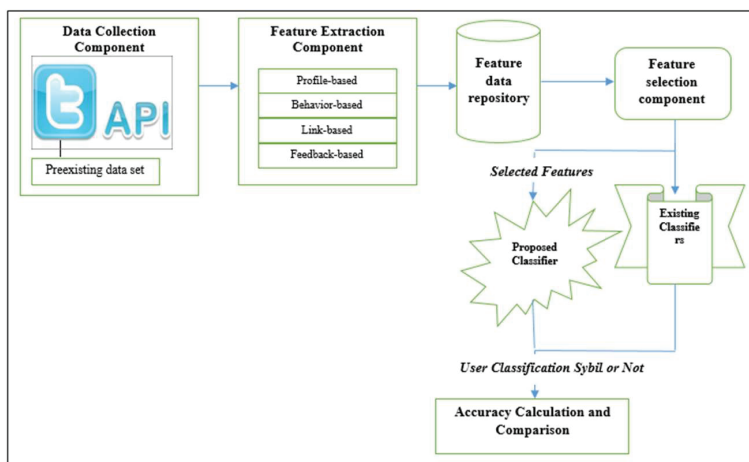 Data Collection
Component
t
API
Preexisting data set
Feature Extraction
Component
Profile-based
Behavior-based
Link-based
Feedback-based
Feature
data
repository
Feature
selection
component
Selected Features
Proposed
Classifier
Existing
Classifie
rs
User Classification Sybil or Not
Accuracy Calculation and
Comparison